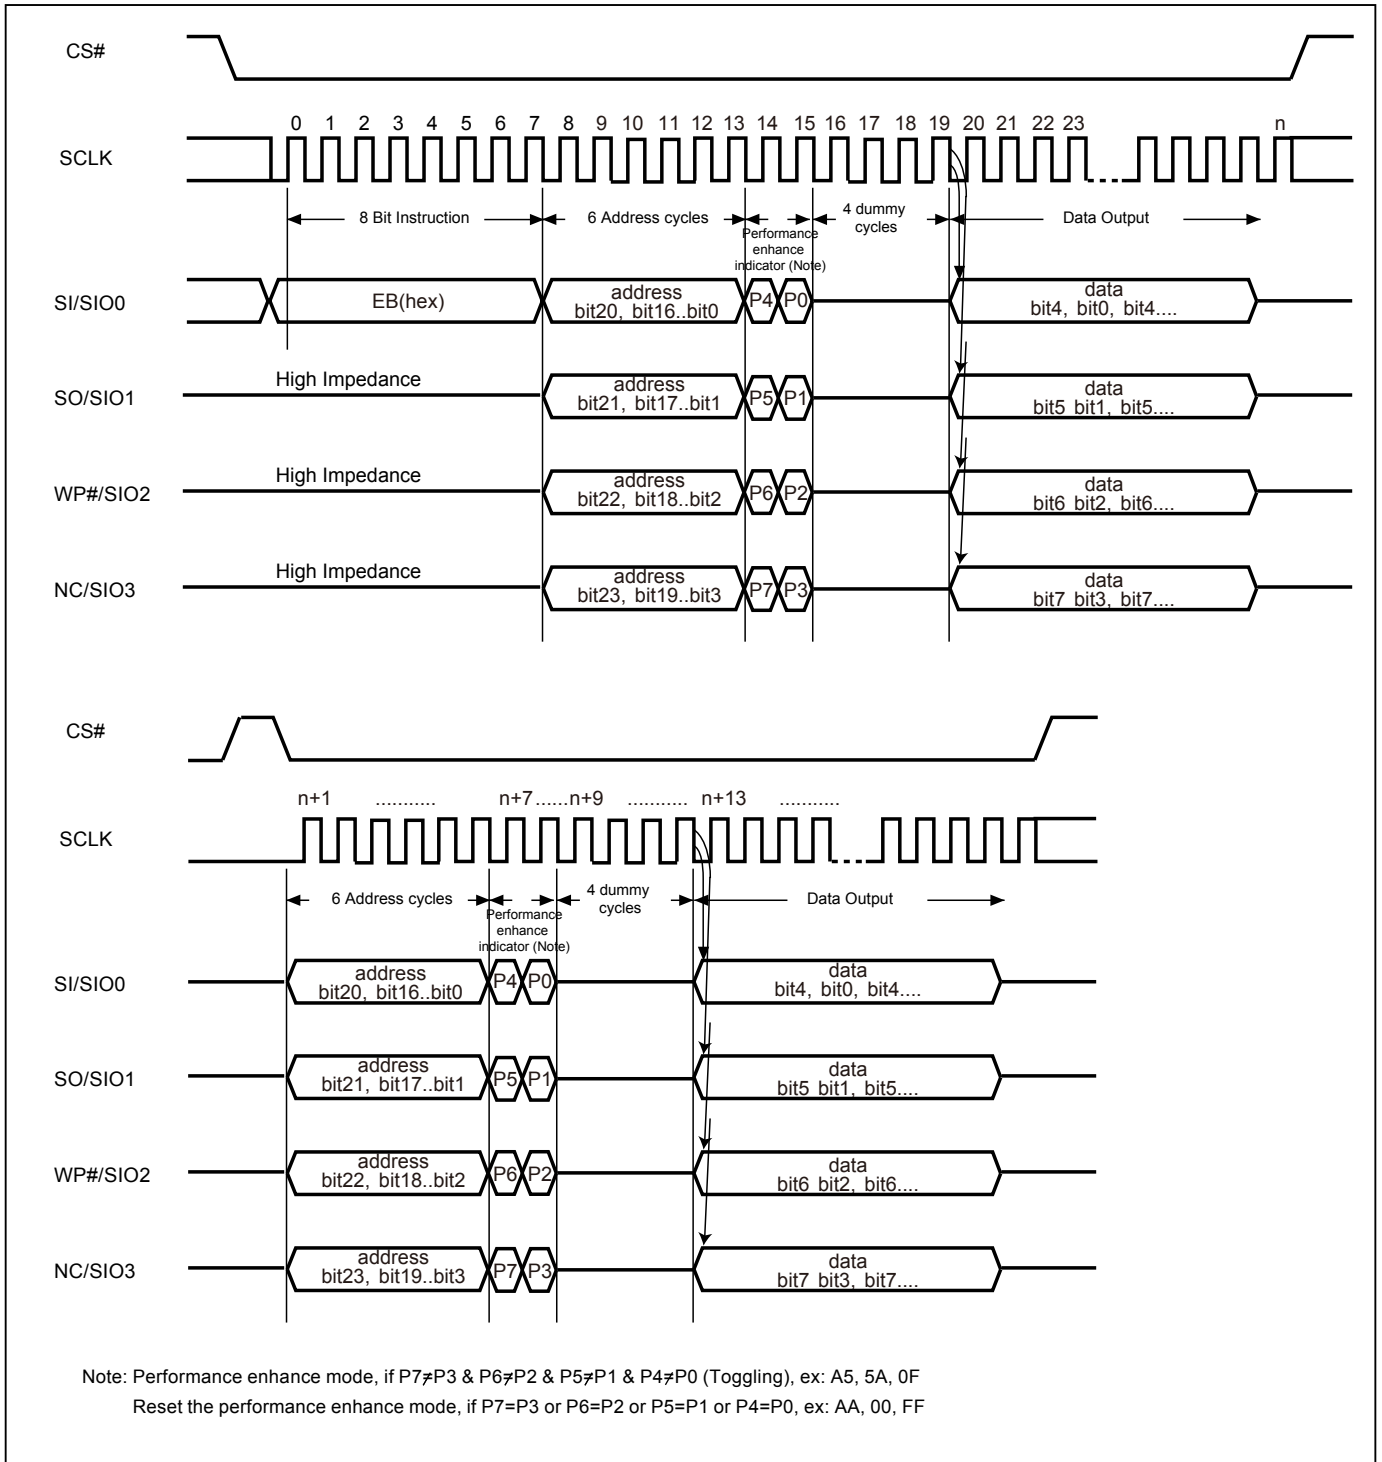 CS#
0 1 2 3 4 5 6 7 8 9 10 11 12 13 14 15 16 17 18 19 20 21 22 23 n
SCLK
8 Bit Instruction 6 Address cycles 4 dummy Data Output
cycles
Performance
enhance
indicator (Note)
SI/SIO0 EB(hex) address P4 P0 data
bit20, bit16..bit0 bit4, bit0, bit4....
High Impedance
SO/SIO1 address P5 P1 data
bit21, bit17..bit1 bit5 bit1, bit5....
High Impedance
WP#/SIO2 address P6 P2 data
bit22, bit18..bit2 bit6 bit2, bit6....
High Impedance
NC/SIO3 address P7 P3 data
bit23, bit19..bit3 bit7 bit3, bit7....
CS#
n+1 ........... n+7......n+9 ........... n+13 ...........
SCLK
6 Address cycles 4 dummy Data Output
cycles
Performance
enhance
indicator (Note)
SI/SIO0 address P4 P0 data
bit20, bit16..bit0 bit4, bit0, bit4....
SO/SIO1 address P5 P1 data
bit21, bit17..bit1 bit5 bit1, bit5....
WP#/SIO2 address P6 P2 data
bit22, bit18..bit2 bit6 bit2, bit6....
NC/SIO3 address P7 P3 data
bit23, bit19..bit3 bit7 bit3, bit7....
Note: Performance enhance mode, if P7≠P3 & P6≠P2 & P5≠P1 & P4≠P0 (Toggling), ex: A5, 5A, 0F
Reset the performance enhance mode, if P7=P3 or P6=P2 or P5=P1 or P4=P0, ex: AA, 00, FF